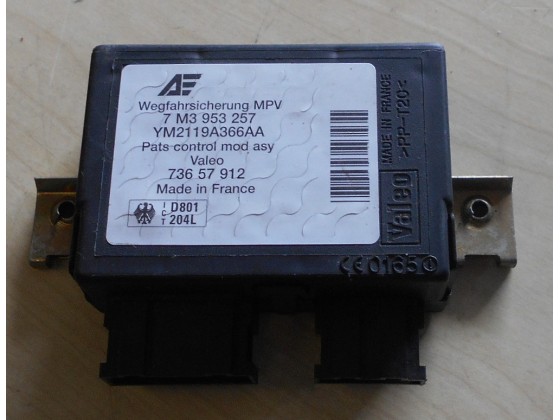 AE
Wegfahrsicherung MPV
7 M3 953 257
YM2119A366AA
Pats control mod asy
Valeo
736 57 912
Made in France
I C T
D801
204L
Valeo
MADE IN FRANCE
>PP-T20<
CE0165